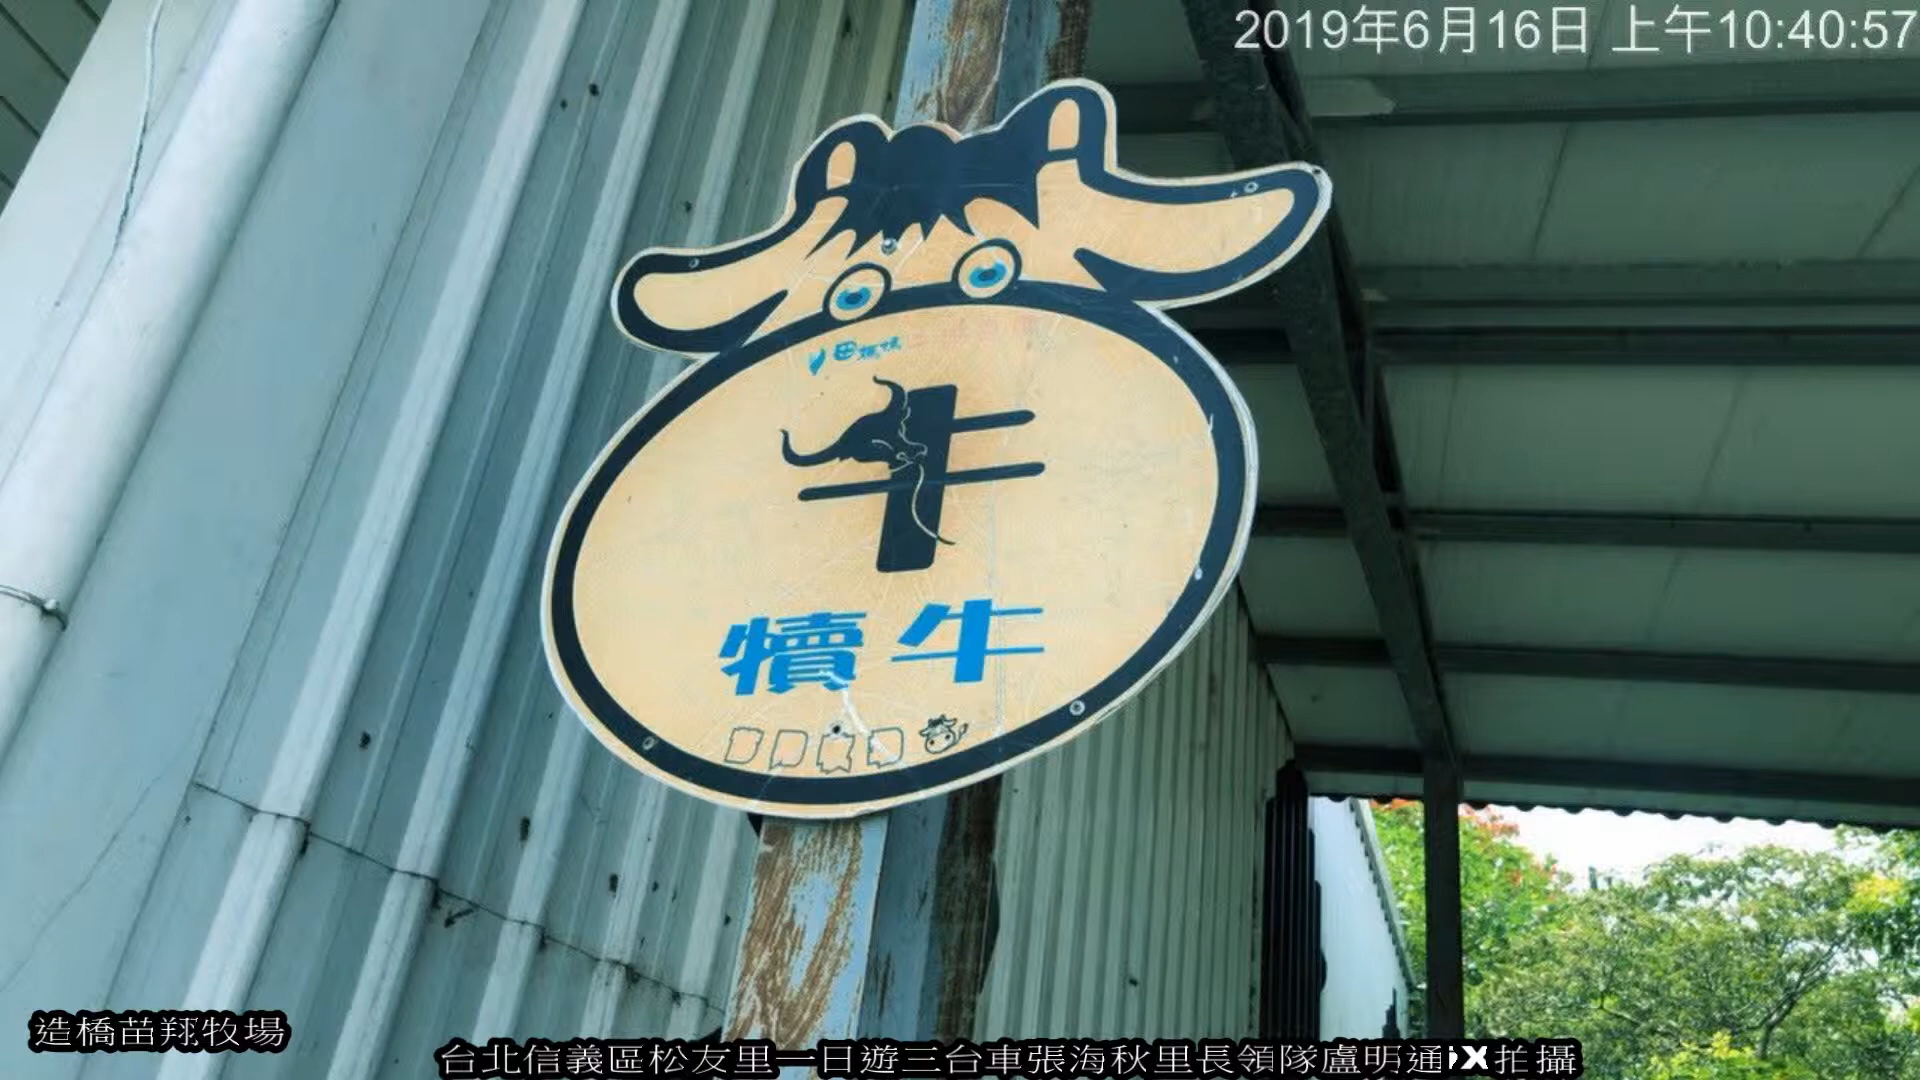 2019年6月16日 上午10:40:57
牛
犢牛
造橋苗翔牧場
台北信義區松友里一日遊三台車張海秋里長領隊盧明通iX拍攝